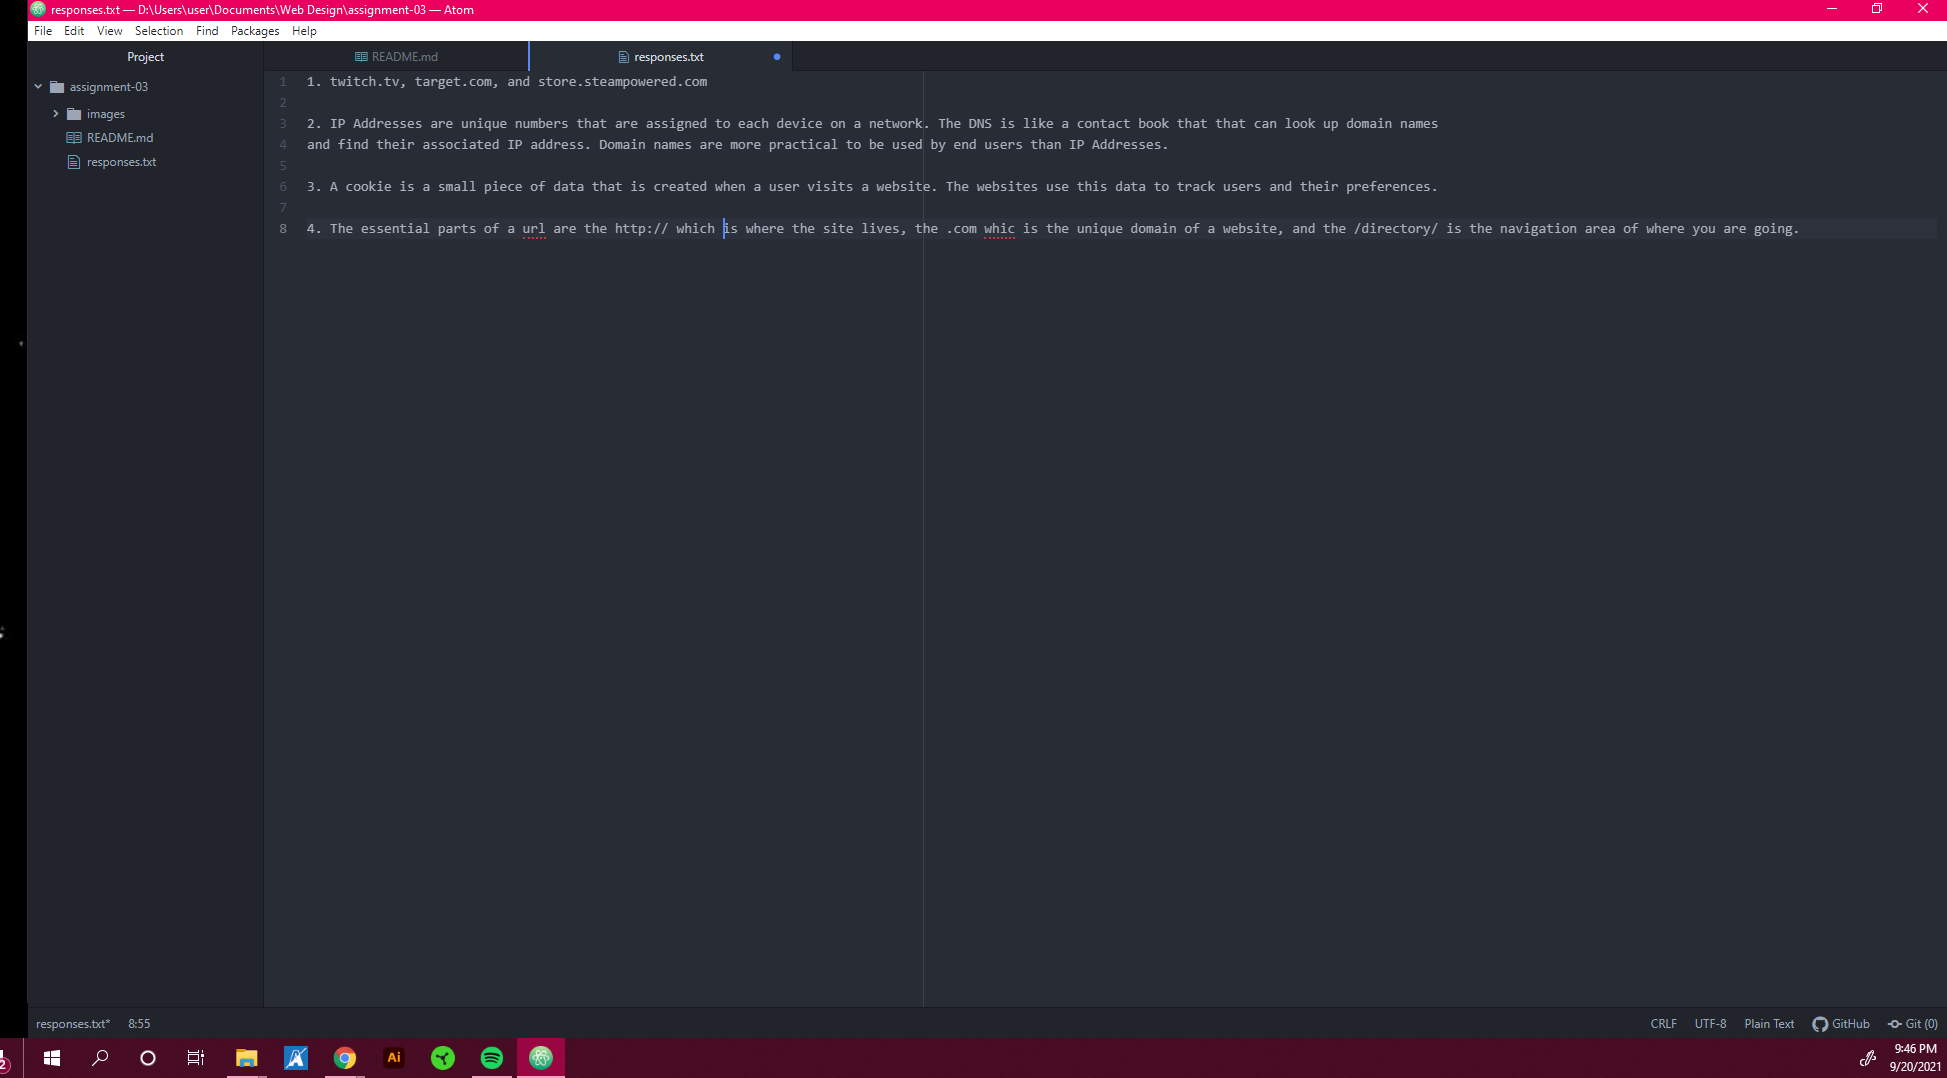 responses.txt — D:\Users\user\Documents\Web Design\assignment-03 — Atom
File Edit View Selection Find Packages Help
Project
README.md
responses.txt
assignment-03
images
README.md
responses.txt
1 1. twitch.tv, target.com, and store.steampowered.com
2
3 2. IP Addresses are unique numbers that are assigned to each device on a network. The DNS is like a contact book that that can look up domain names
4 and find their associated IP address. Domain names are more practical to be used by end users than IP Addresses.
5
6 3. A cookie is a small piece of data that is created when a user visits a website. The websites use this data to track users and their preferences.
7
8 4. The essential parts of a url are the http:// which is where the site lives, the .com whic is the unique domain of a website, and the /directory/ is the navigation area of where you are going.
responses.txt* 8:55
CRLF UTF-8 Plain Text GitHub Git (0)
2
Ai
9:46 PM
9/20/2021